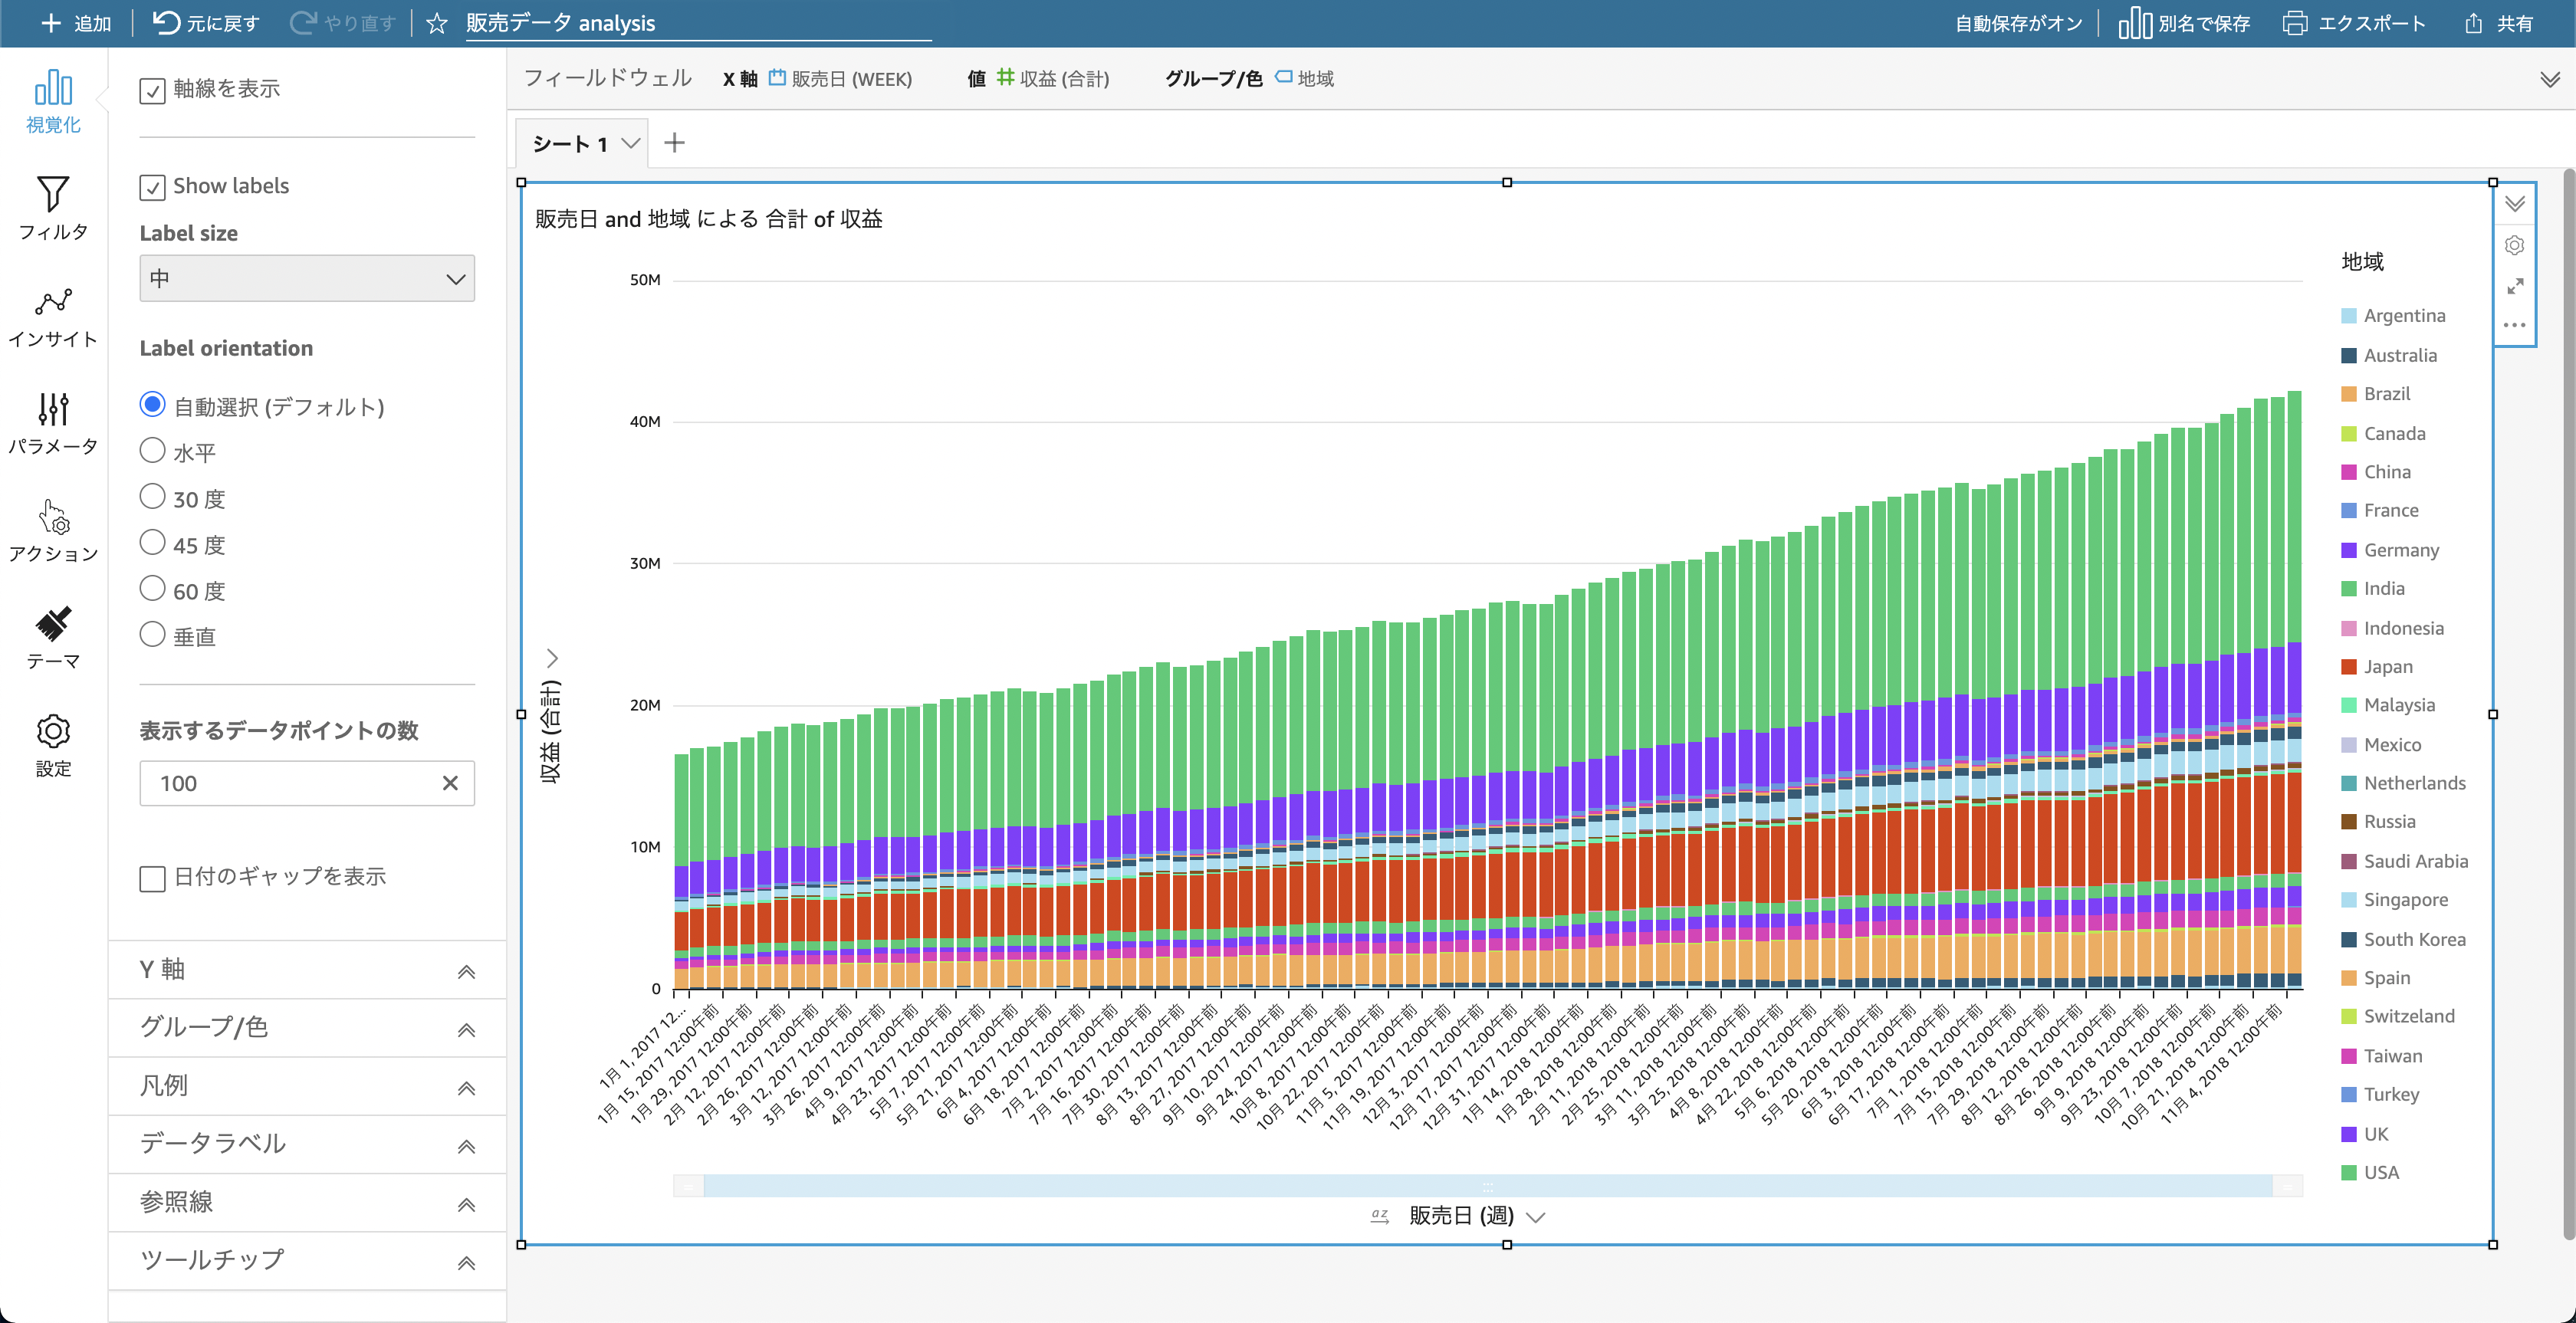 追加
元に戻す
やり直す
販売データ analysis
自動保存がオン
別名で保存
エクスポート
共有
視覚化
フィルタ
インサイト
パラメータ
アクション
テーマ
設定
軸線を表示
Show labels
Label size
中
Label orientation
自動選択 (デフォルト)
水平
30 度
45 度
60 度
垂直
表示するデータポイントの数
100
日付のギャップを表示
Y 軸
グループ/色
凡例
データラベル
参照線
ツールチップ
フィールドウェル X 軸 販売日 (WEEK) 値 収益 (合計) グループ/色 地域
シート 1
販売日 and 地域 による 合計 of 収益
収益 (合計)
50M
40M
30M
20M
10M
0
1月 1, 2017 12...
1月 15, 2017 12:00午前
1月 29, 2017 12:00午前
2月 12, 2017 12:00午前
2月 26, 2017 12:00午前
3月 12, 2017 12:00午前
3月 26, 2017 12:00午前
4月 9, 2017 12:00午前
4月 23, 2017 12:00午前
5月 7, 2017 12:00午前
5月 21, 2017 12:00午前
6月 4, 2017 12:00午前
6月 18, 2017 12:00午前
7月 2, 2017 12:00午前
7月 16, 2017 12:00午前
7月 30, 2017 12:00午前
8月 13, 2017 12:00午前
8月 27, 2017 12:00午前
9月 10, 2017 12:00午前
9月 24, 2017 12:00午前
10月 8, 2017 12:00午前
10月 22, 2017 12:00午前
11月 5, 2017 12:00午前
11月 19, 2017 12:00午前
12月 3, 2017 12:00午前
12月 17, 2017 12:00午前
12月 31, 2017 12:00午前
1月 14, 2018 12:00午前
1月 28, 2018 12:00午前
2月 11, 2018 12:00午前
2月 25, 2018 12:00午前
3月 11, 2018 12:00午前
3月 25, 2018 12:00午前
4月 8, 2018 12:00午前
4月 22, 2018 12:00午前
5月 6, 2018 12:00午前
5月 20, 2018 12:00午前
6月 3, 2018 12:00午前
6月 17, 2018 12:00午前
7月 1, 2018 12:00午前
7月 15, 2018 12:00午前
7月 29, 2018 12:00午前
8月 12, 2018 12:00午前
8月 26, 2018 12:00午前
9月 9, 2018 12:00午前
9月 23, 2018 12:00午前
10月 7, 2018 12:00午前
10月 21, 2018 12:00午前
11月 4, 2018 12:00午前
az
販売日 (週)
地域
Argentina
Australia
Brazil
Canada
China
France
Germany
India
Indonesia
Japan
Malaysia
Mexico
Netherlands
Russia
Saudi Arabia
Singapore
South Korea
Spain
Switzeland
Taiwan
Turkey
UK
USA